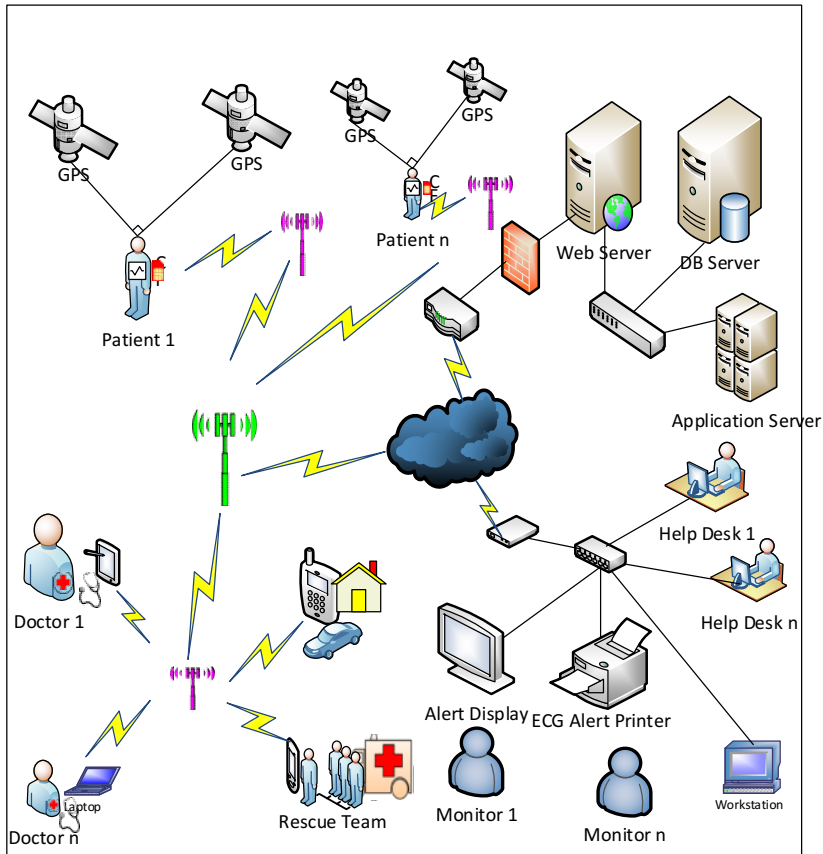 GPS
GPS
GPS
GPS
Patient 1
Patient n
Web Server
DB Server
Application Server
Help Desk 1
Help Desk n
Doctor 1
Alert Display
ECG Alert Printer
Laptop
Doctor n
Rescue Team
Monitor 1
Monitor n
Workstation